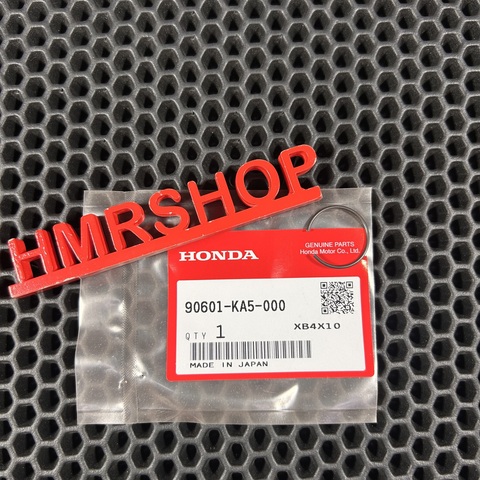 HMRSHOP
GENUINE PARTS
Honda Motor Co., Ltd.
HONDA
90601-KA5-000
QTY 1
XB4X10
MADE IN JAPAN